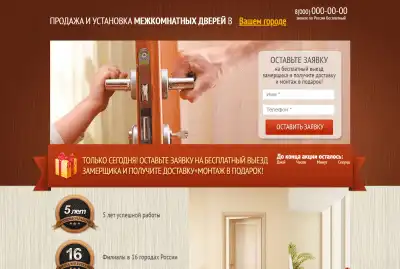 ПРОДАЖА И УСТАНОВКА МЕЖКОМНАТНЫХ ДВЕРЕЙ В Вашем городе
8(000) 000-00-00
звонок по России бесплатный
ОСТАВЬТЕ ЗАЯВКУ
на бесплатный выезд
замерщика и получите доставку
и монтаж в подарок!
Имя *
Телефон *
ОСТАВИТЬ ЗАЯВКУ
ТОЛЬКО СЕГОДНЯ! ОСТАВЬТЕ ЗАЯВКУ НА БЕСПЛАТНЫЙ ВЫЕЗД
ЗАМЕРЩИКА И ПОЛУЧИТЕ ДОСТАВКУ+МОНТАЖ В ПОДАРОК!
До конца акции осталось:
Дней Часов Минут Секунд
5 лет
5 лет успешной работы
16
Филиалы в 16 городах России